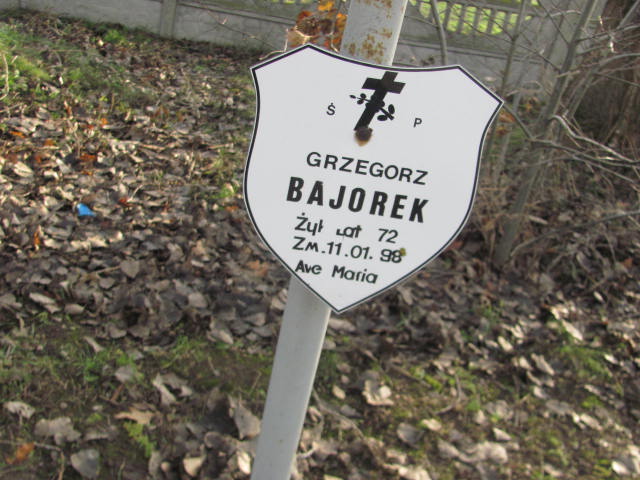 Ś P
GRZEGORZ
BAJOREK
Żył Lat 72
Zm. 11.01.98
Ave Maria